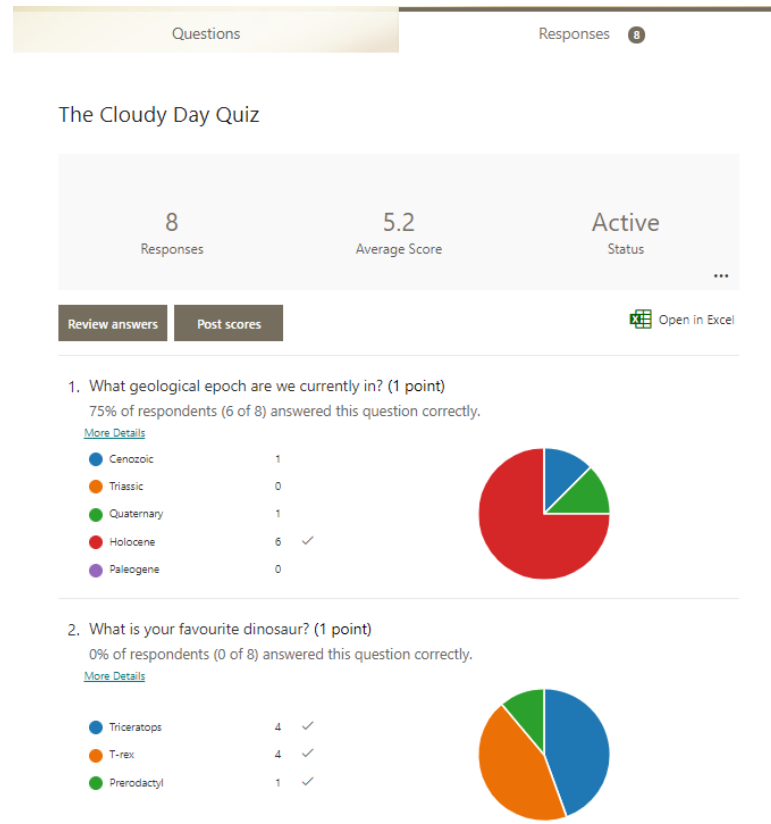 Questions Responses 8
The Cloudy Day Quiz
8 5.2 Active
Responses Average Score Status
Review answers Post scores Open in Excel
1. What geological epoch are we currently in? (1 point)
75% of respondents (6 of 8) answered this question correctly.
More Details
Cenozoic 1
Triassic 0
Quaternary 1
Holocene 6
Paleogene 0
2. What is your favourite dinosaur? (1 point)
0% of respondents (0 of 8) answered this question correctly.
More Details
Triceratops 4
T-rex 4
Prerodactyl 1